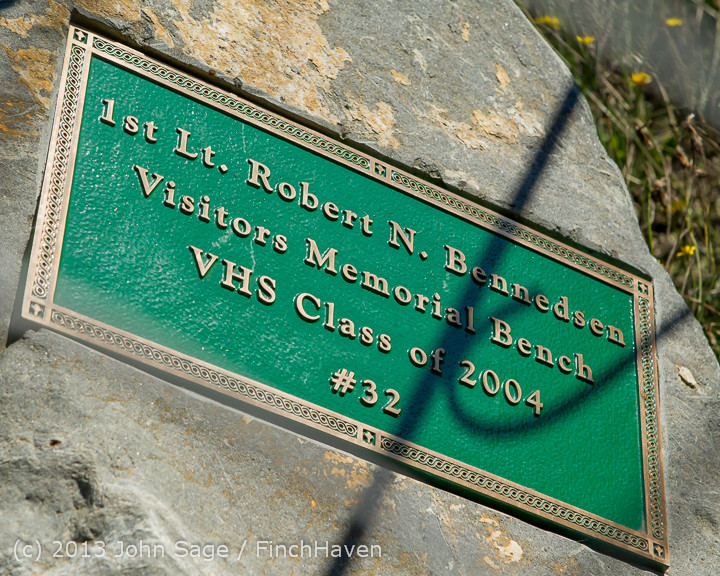 1st Lt. Robert N. Bennedsen
Visitors Memorial Bench
VHS Class of 2004
#32
(c) 2013 John Sage / FinchHaven